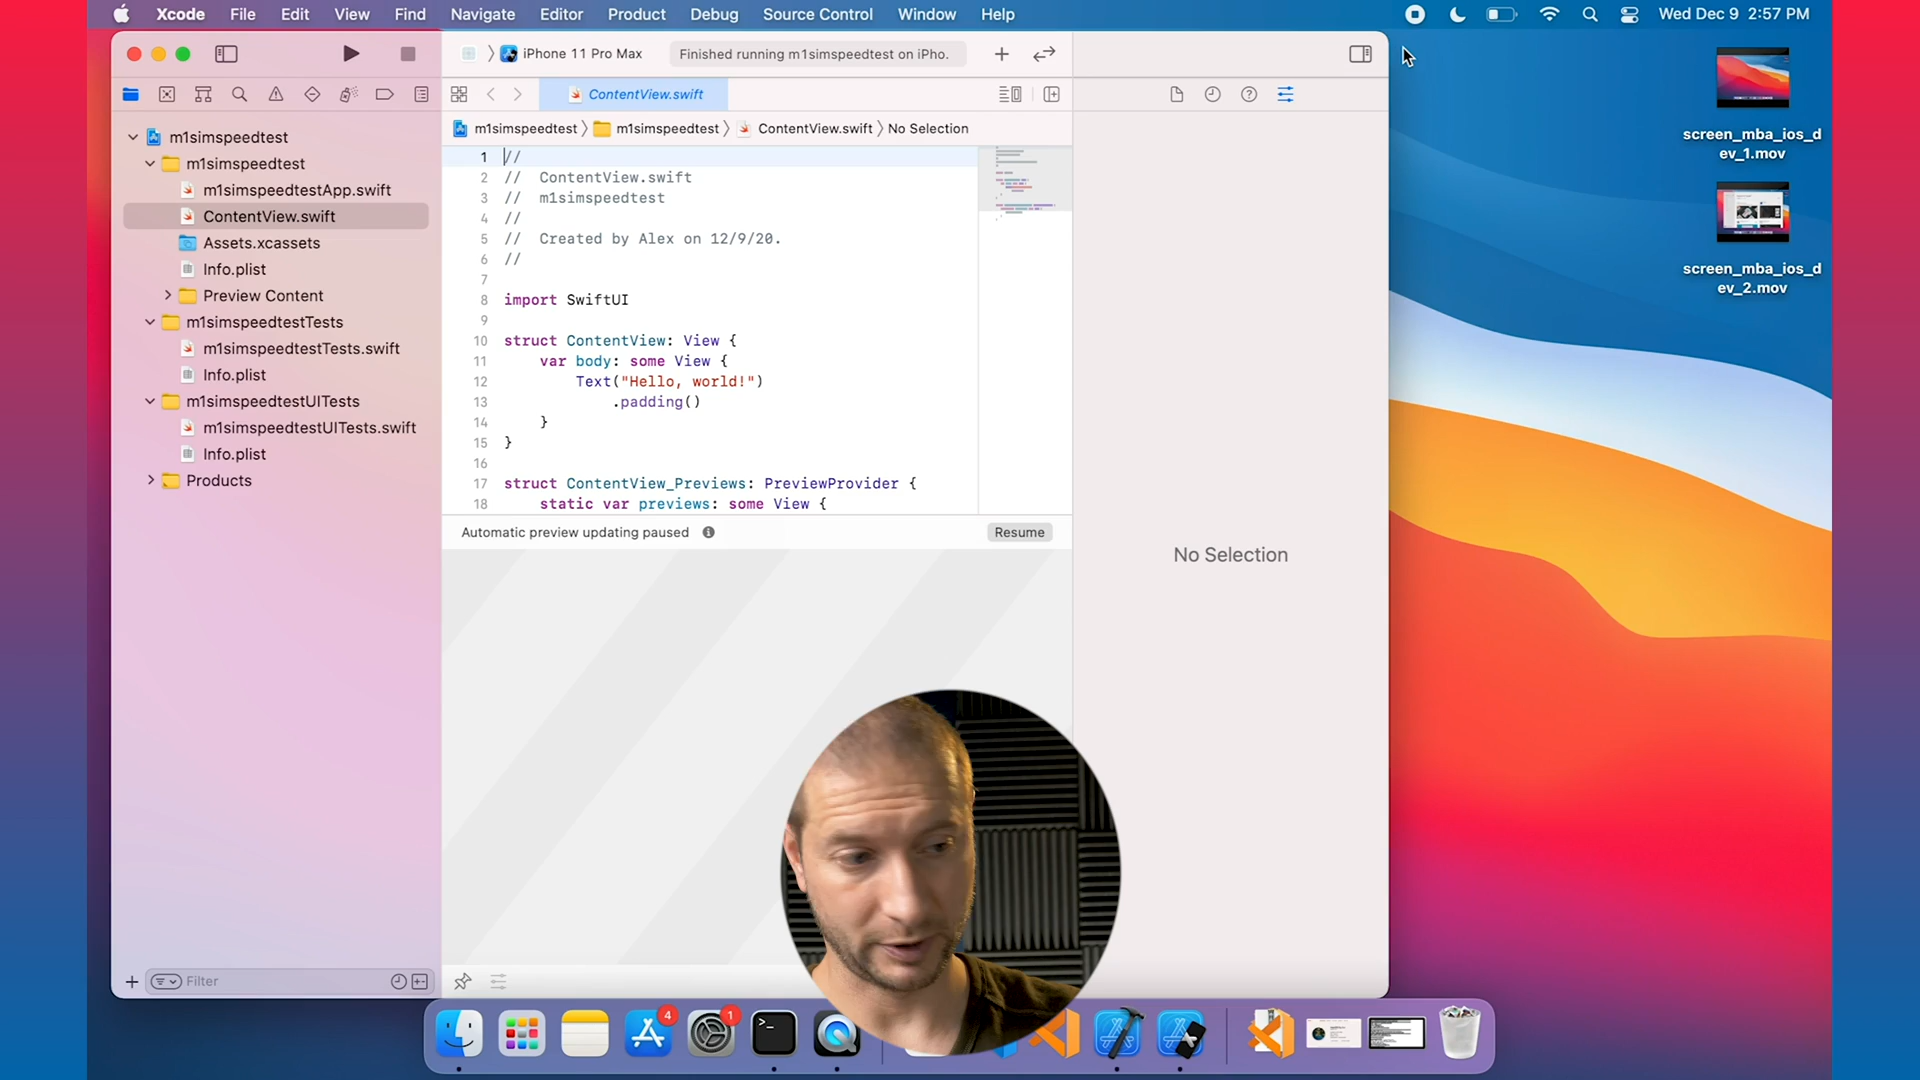 Xcode File Edit View Find Navigate Editor Product Debug Source Control Window Help Wed Dec 9 2:57 PM
iPhone 11 Pro Max Finished running m1simspeedtest on iPho.
ContentView.swift
m1simspeedtest m1simspeedtest ContentView.swift No Selection
m1simspeedtest
m1simspeedtest
m1simspeedtestApp.swift
ContentView.swift
Assets.xcassets
Info.plist
Preview Content
m1simspeedtestTests
m1simspeedtestTests.swift
Info.plist
m1simspeedtestUITests
m1simspeedtestUITests.swift
Info.plist
Products
Filter
1 //
2 // ContentView.swift
3 // m1simspeedtest
4 //
5 // Created by Alex on 12/9/20.
6 //
7
8 import SwiftUI
9
10 struct ContentView: View {
11 var body: some View {
12 Text("Hello, world!")
13 .padding()
14 }
15 }
16
17 struct ContentView_Previews: PreviewProvider {
18 static var previews: some View {
Automatic preview updating paused Resume
No Selection
screen_mba_ios_d
ev_1.mov
screen_mba_ios_d
ev_2.mov
4
1